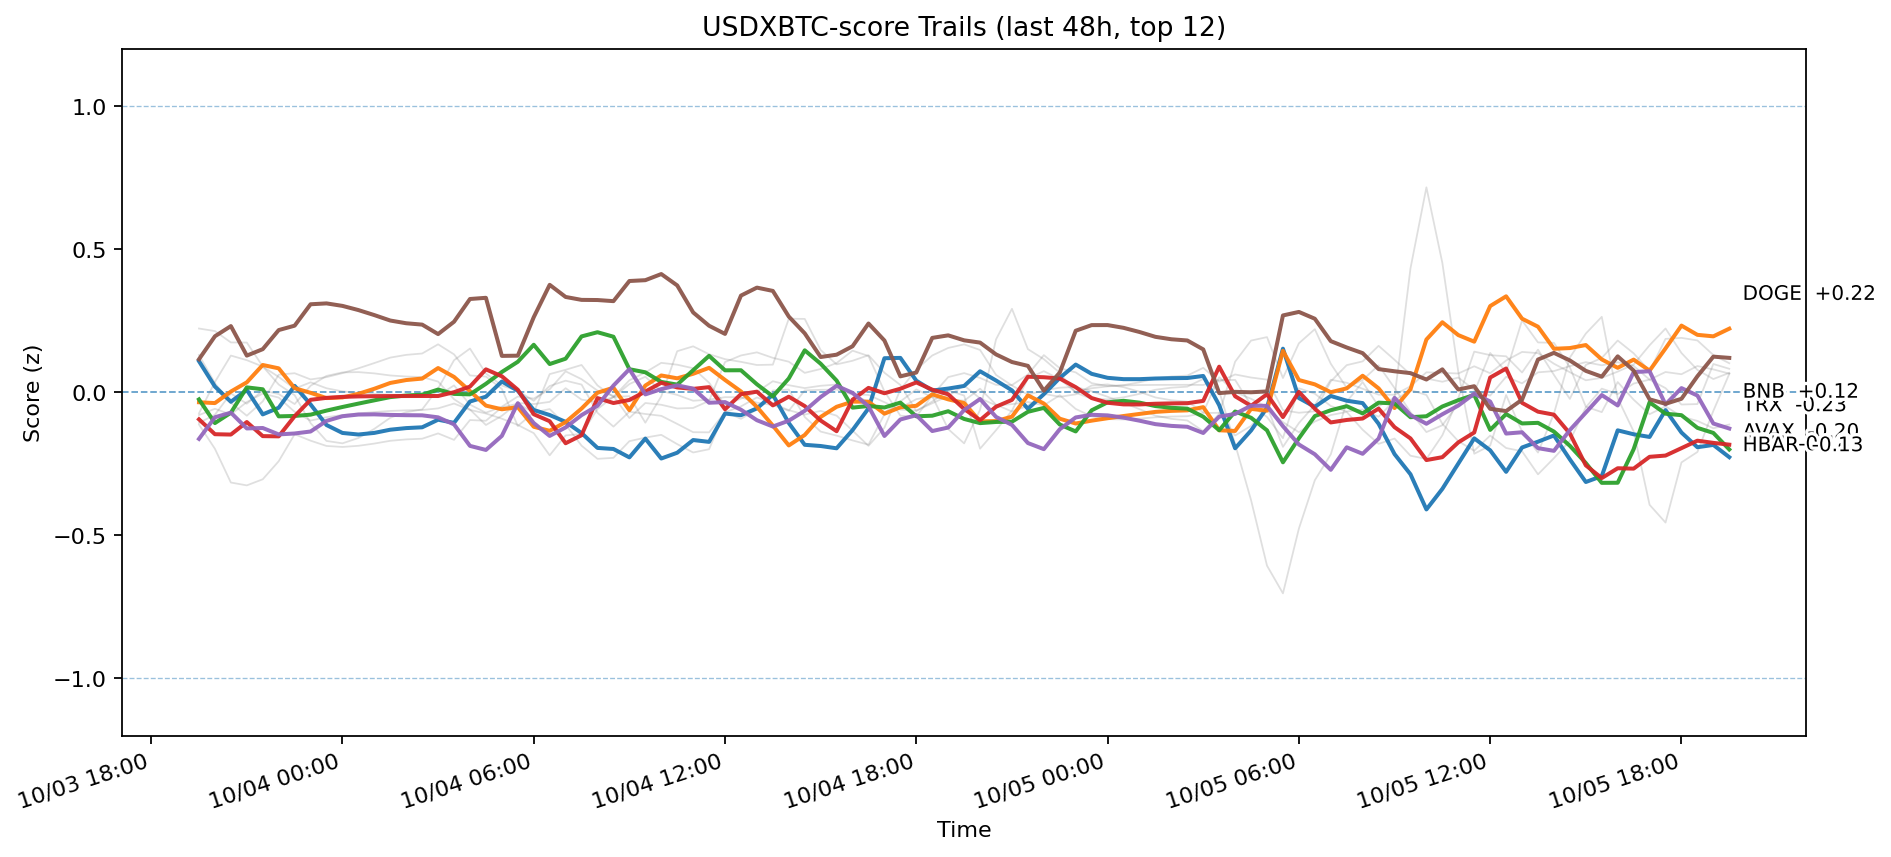 USDXBTC-score Trails (last 48h, top 12)
Score (z)
1.0
0.5
0.0
−0.5
−1.0
DOGE +0.22
BNB +0.12
TRX -0.23
AVAX -0.20
HBAR -0.13
10/03 18:00
10/04 00:00
10/04 06:00
10/04 12:00
10/04 18:00
10/05 00:00
10/05 06:00
10/05 12:00
10/05 18:00
Time